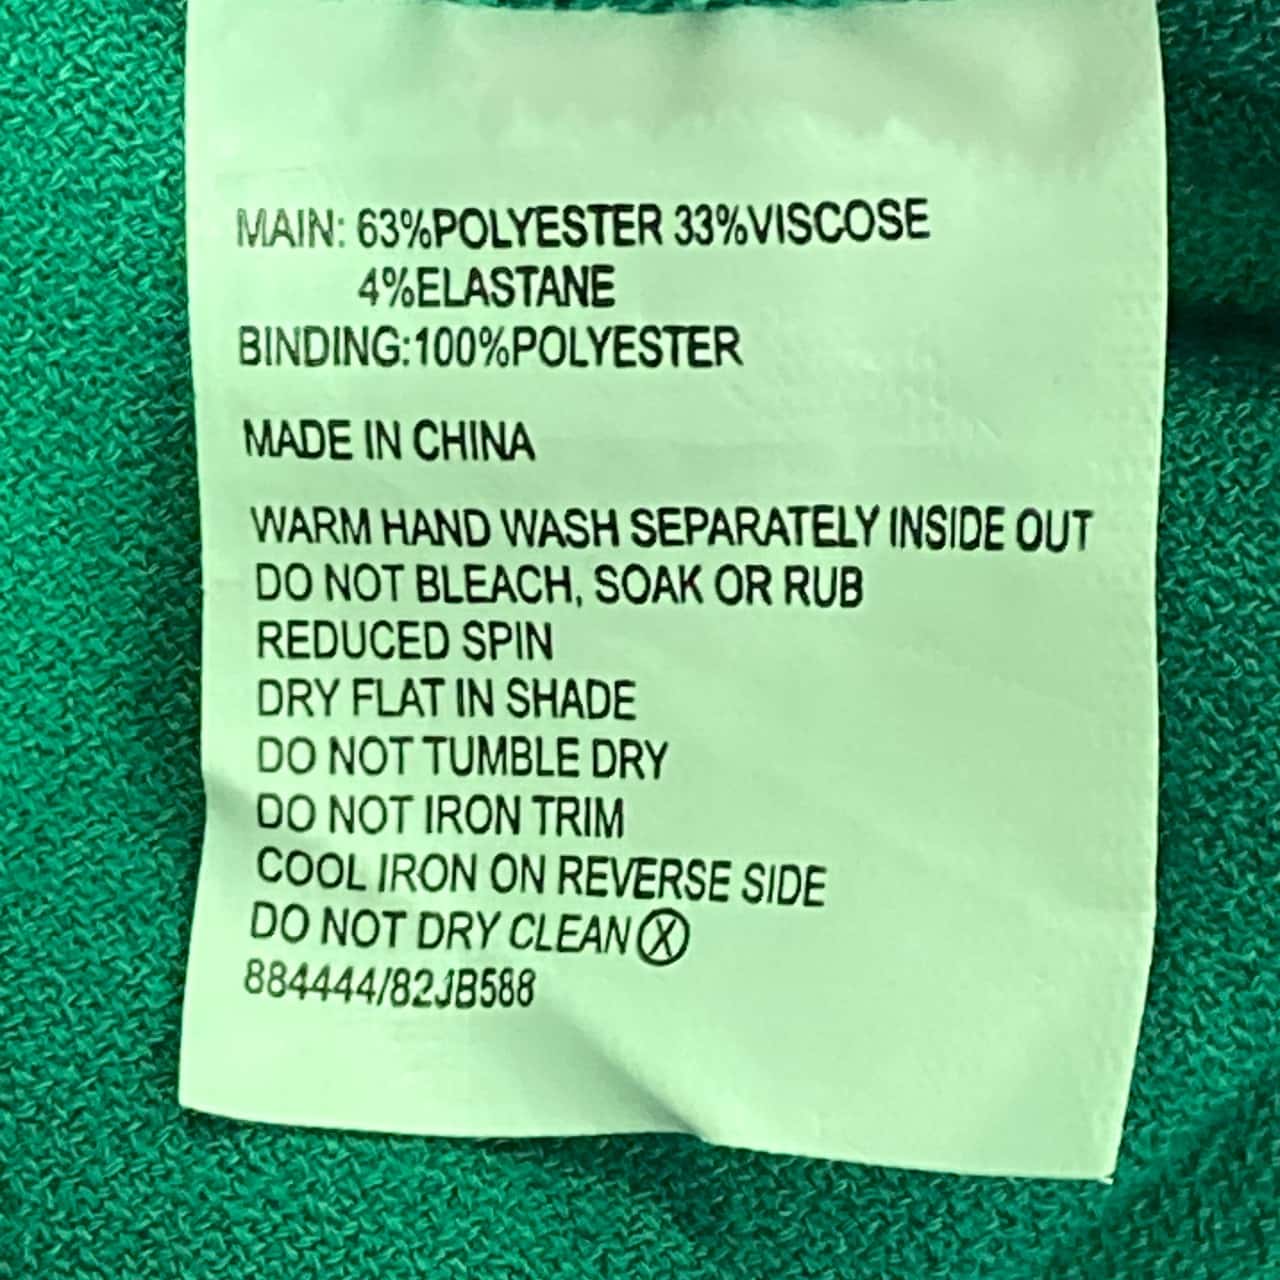 MAIN: 63%POLYESTER 33%VISCOSE
4%ELASTANE
BINDING:100%POLYESTER
MADE IN CHINA
WARM HAND WASH SEPARATELY INSIDE OUT
DO NOT BLEACH, SOAK OR RUB
REDUCED SPIN
DRY FLAT IN SHADE
DO NOT TUMBLE DRY
DO NOT IRON TRIM
COOL IRON ON REVERSE SIDE
DO NOT DRY CLEAN Ⓧ
884444/82JB588